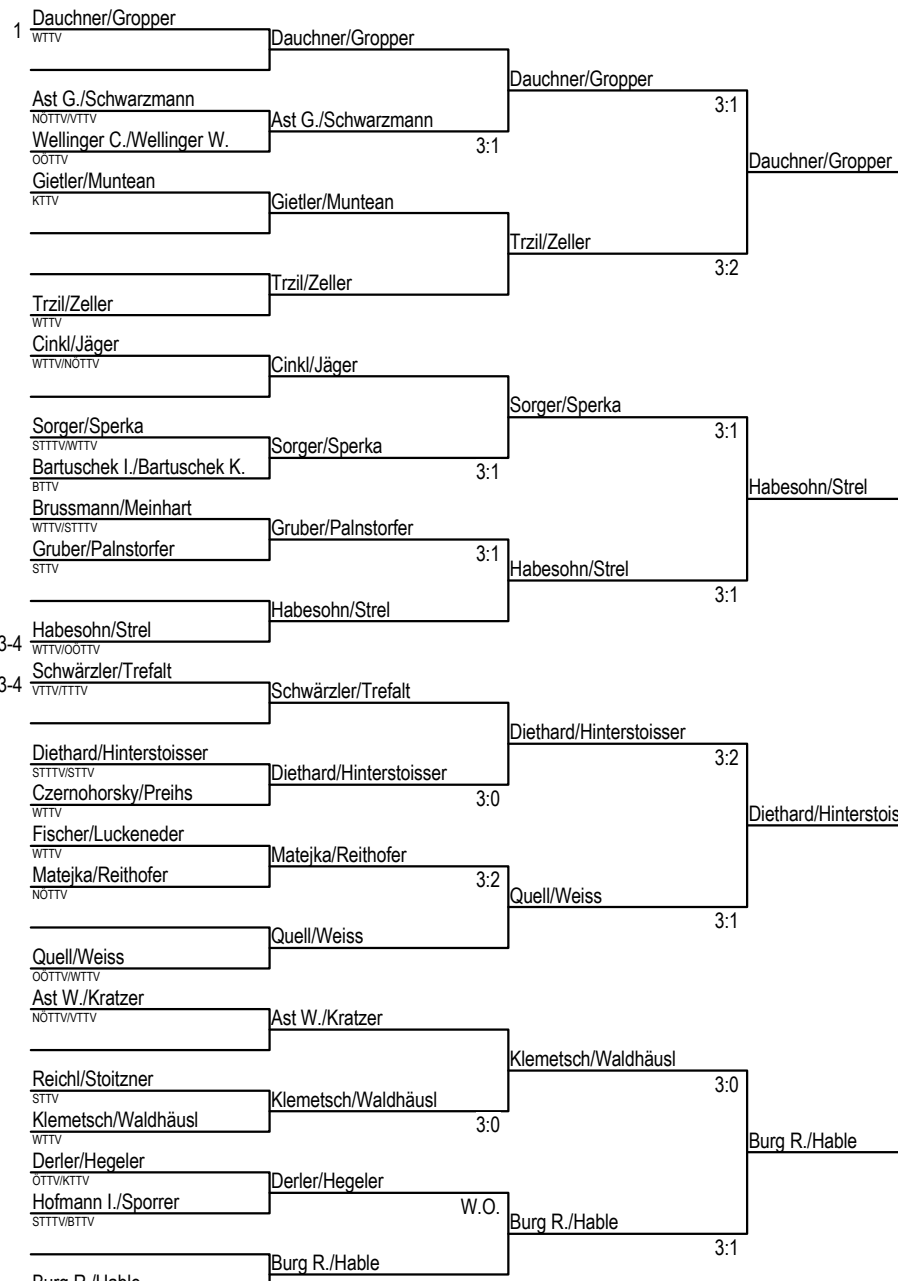 1
Dauchner/Gropper
WTTV
Ast G./Schwarzmann
NÖTTV/VTTV
Wellinger C./Wellinger W.
OÖTTV
Gietler/Muntean
KTTV
Trzil/Zeller
WTTV
Cinkl/Jäger
WTTV/NÖTTV
Sorger/Sperka
STTTV/WTTV
Bartuschek I./Bartuschek K.
BTTV
Brussmann/Meinhart
WTTV/STTTV
Gruber/Palnstorfer
STTV
3-4
Habesohn/Strel
WTTV/OÖTTV
3-4
Schwärzler/Trefalt
VTTV/TTTV
Diethard/Hinterstoisser
STTTV/STTV
Czernohorsky/Preihs
WTTV
Fischer/Luckeneder
WTTV
Matejka/Reithofer
NÖTTV
Quell/Weiss
OÖTTV/WTTV
Ast W./Kratzer
NÖTTV/VTTV
Reichl/Stoitzner
STTV
Klemetsch/Waldhäusl
WTTV
Derler/Hegeler
ÖTTV/KTTV
Hofmann I./Sporrer
STTTV/BTTV
Burg R./Hable
Dauchner/Gropper
Ast G./Schwarzmann
3:1
Gietler/Muntean
Trzil/Zeller
Cinkl/Jäger
Sorger/Sperka
3:1
Gruber/Palnstorfer
3:1
Habesohn/Strel
Schwärzler/Trefalt
Diethard/Hinterstoisser
3:0
Matejka/Reithofer
3:2
Quell/Weiss
Ast W./Kratzer
Klemetsch/Waldhäusl
3:0
Derler/Hegeler
W.O.
Burg R./Hable
Dauchner/Gropper
3:1
Trzil/Zeller
3:2
Sorger/Sperka
3:1
Habesohn/Strel
3:1
Diethard/Hinterstoisser
3:2
Quell/Weiss
3:1
Klemetsch/Waldhäusl
3:0
Burg R./Hable
3:1
Dauchner/Gropper
Habesohn/Strel
Diethard/Hinterstois
Burg R./Hable